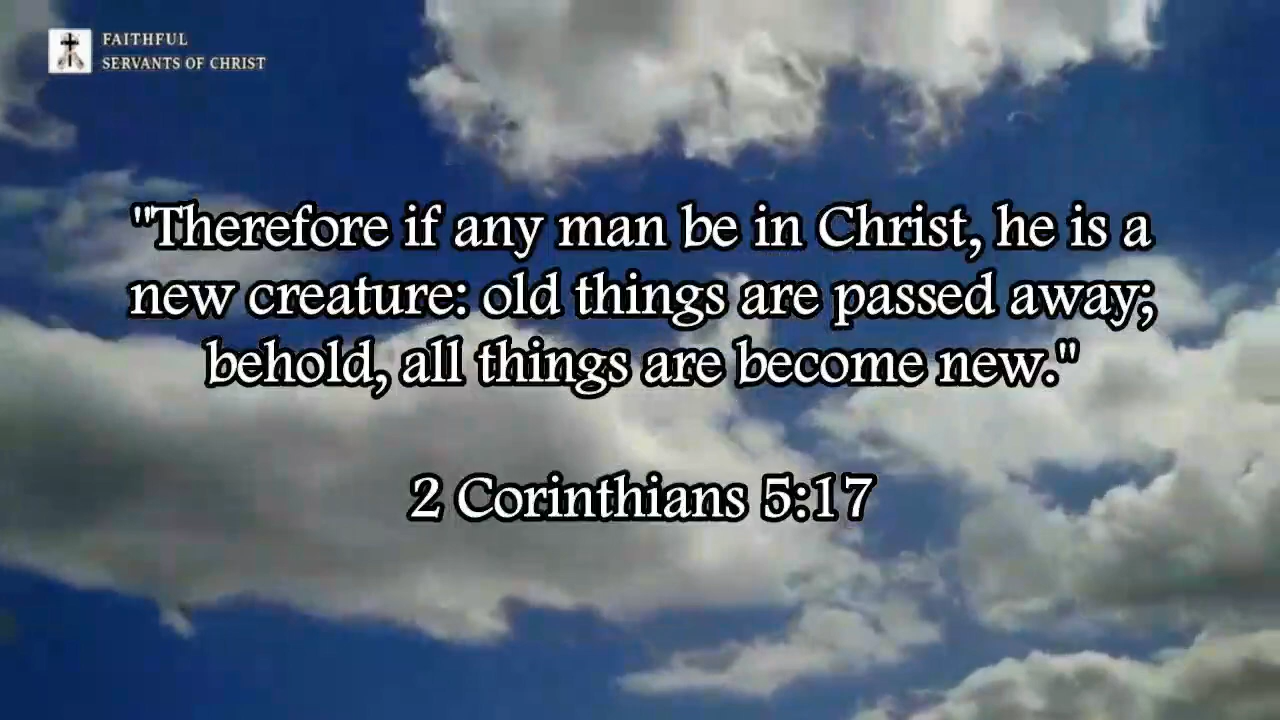 FAITHFUL
SERVANTS OF CHRIST
"Therefore if any man be in Christ, he is a
new creature: old things are passed away;
behold, all things are become new."
2 Corinthians 5:17